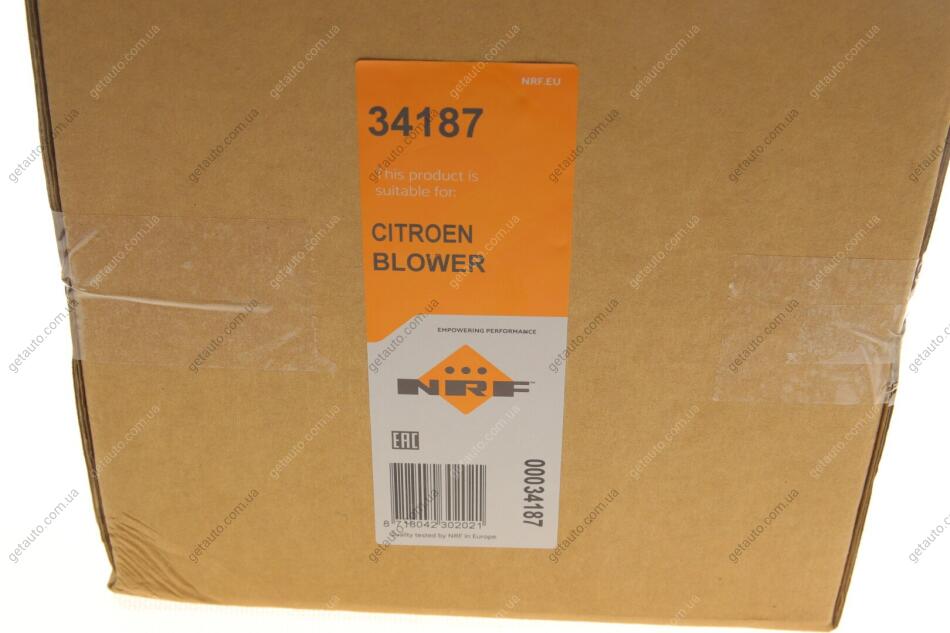 NRF.EU
34187
This product is
suitable for:
CITROEN
BLOWER
EMPOWERING PERFORMANCE
NRF™
EAC
00034187
8 718042 302021
Quality tested by NRF in Europe
getauto.com.ua